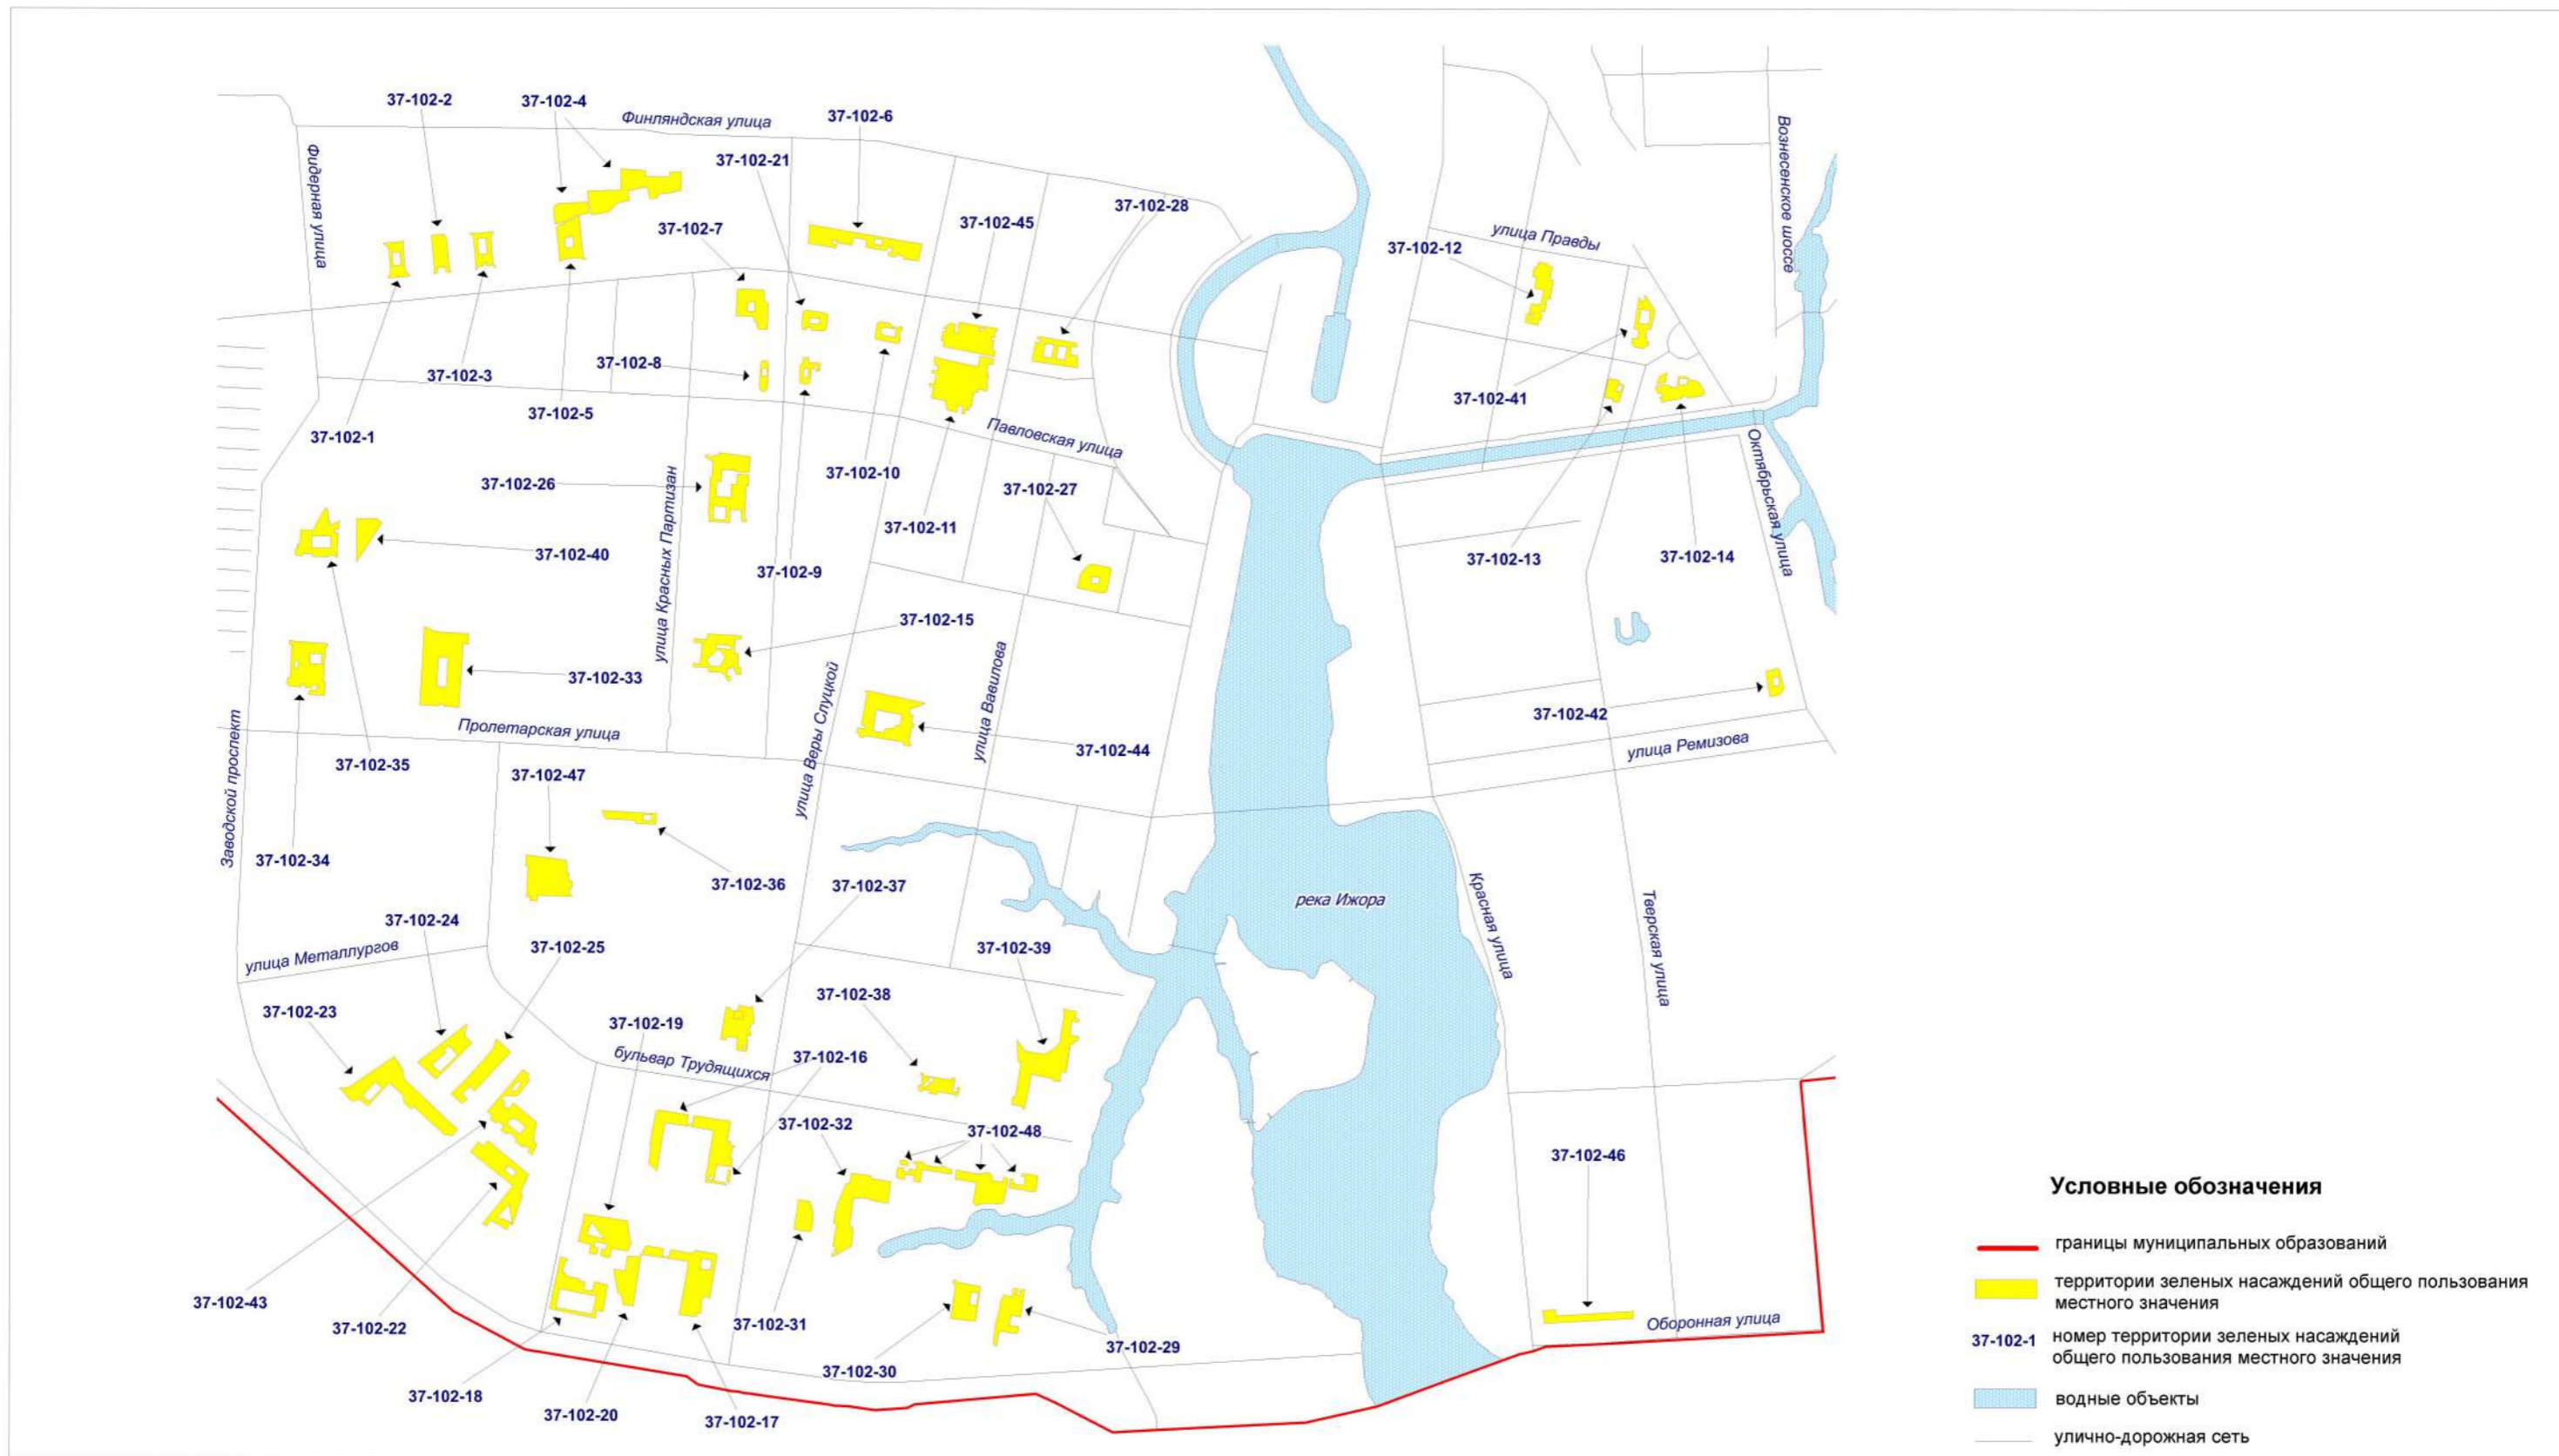 37-102-2
37-102-4
Финляндская улица
37-102-6
37-102-21
Фидерная улица
37-102-7
37-102-45
37-102-28
37-102-12
улица Правды
Вознесенское шоссе
37-102-8
37-102-3
37-102-5
37-102-1
37-102-41
Павловская улица
37-102-10
37-102-26
37-102-27
37-102-11
Октябрьская улица
37-102-40
улица Красных Партизан
37-102-9
37-102-13
37-102-14
37-102-15
37-102-33
улица Веры Слуцкой
улица Вавилова
37-102-42
Заводской проспект
Пролетарская улица
37-102-44
улица Ремизова
37-102-35
37-102-47
37-102-34
37-102-36
37-102-37
река Ижора
Красная улица
Тверская улица
37-102-24
улица Металлургов
37-102-25
37-102-39
37-102-38
37-102-23
37-102-19
бульвар Трудящихся
37-102-16
37-102-32
37-102-48
37-102-46
37-102-43
37-102-22
37-102-31
37-102-30
37-102-29
Оборонная улица
37-102-18
37-102-20
37-102-17
Условные обозначения
границы муниципальных образований
территории зеленых насаждений общего пользования
местного значения
37-102-1 номер территории зеленых насаждений
общего пользования местного значения
водные объекты
улично-дорожная сеть